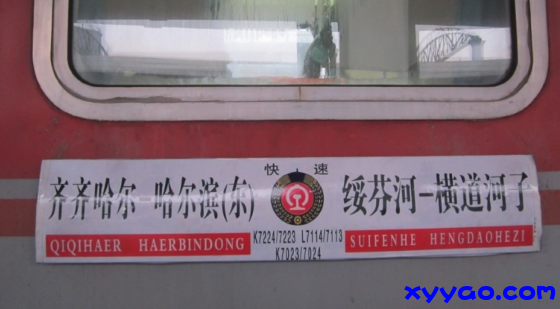 快 速
齐齐哈尔 哈尔滨(东) 绥芬河-横道河子
QIQIHAER HAERBINDONG K7224/7223 L7114/7113 SUIFENHE HENGDAOHEZI
K7023/7024
xyygo.com